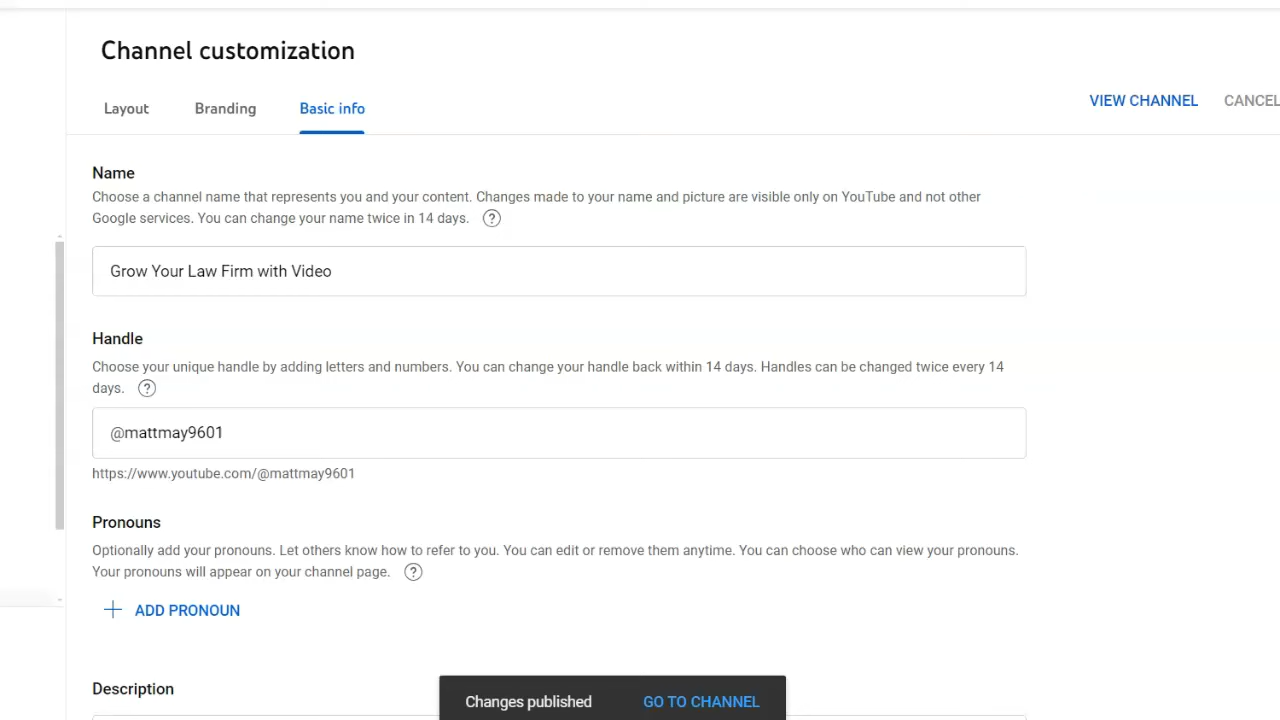 Channel customization
Layout
Branding
Basic info
VIEW CHANNEL
CANCEL
Name
Choose a channel name that represents you and your content. Changes made to your name and picture are visible only on YouTube and not other
Google services. You can change your name twice in 14 days.
Grow Your Law Firm with Video
Handle
Choose your unique handle by adding letters and numbers. You can change your handle back within 14 days. Handles can be changed twice every 14
days.
@mattmay9601
https://www.youtube.com/@mattmay9601
Pronouns
Optionally add your pronouns. Let others know how to refer to you. You can edit or remove them anytime. You can choose who can view your pronouns.
Your pronouns will appear on your channel page.
ADD PRONOUN
Description
Changes published
GO TO CHANNEL